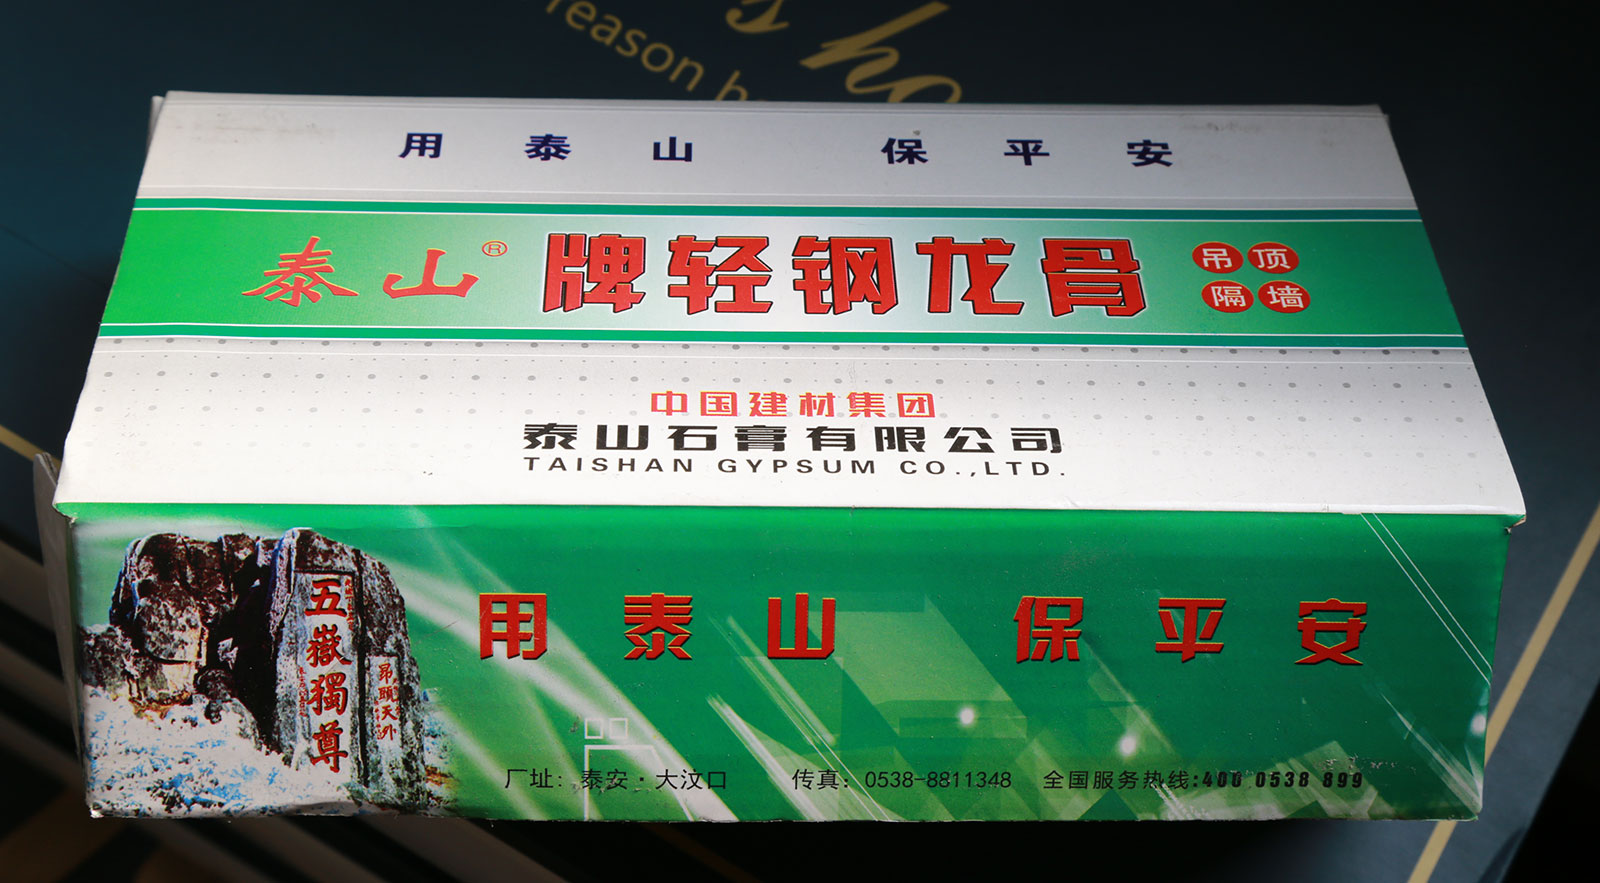 s ho
reason h
用泰山 保平安
泰山® 牌轻钢龙骨 吊顶
隔墙
中国建材集团
泰山石膏有限公司
TAISHAN GYPSUM CO.,LTD.
用泰山 保平安
五嶽獨尊
昂頭天外
厂址：泰安·大汶口 传真：0538-8811348 全国服务热线:400 0538 899